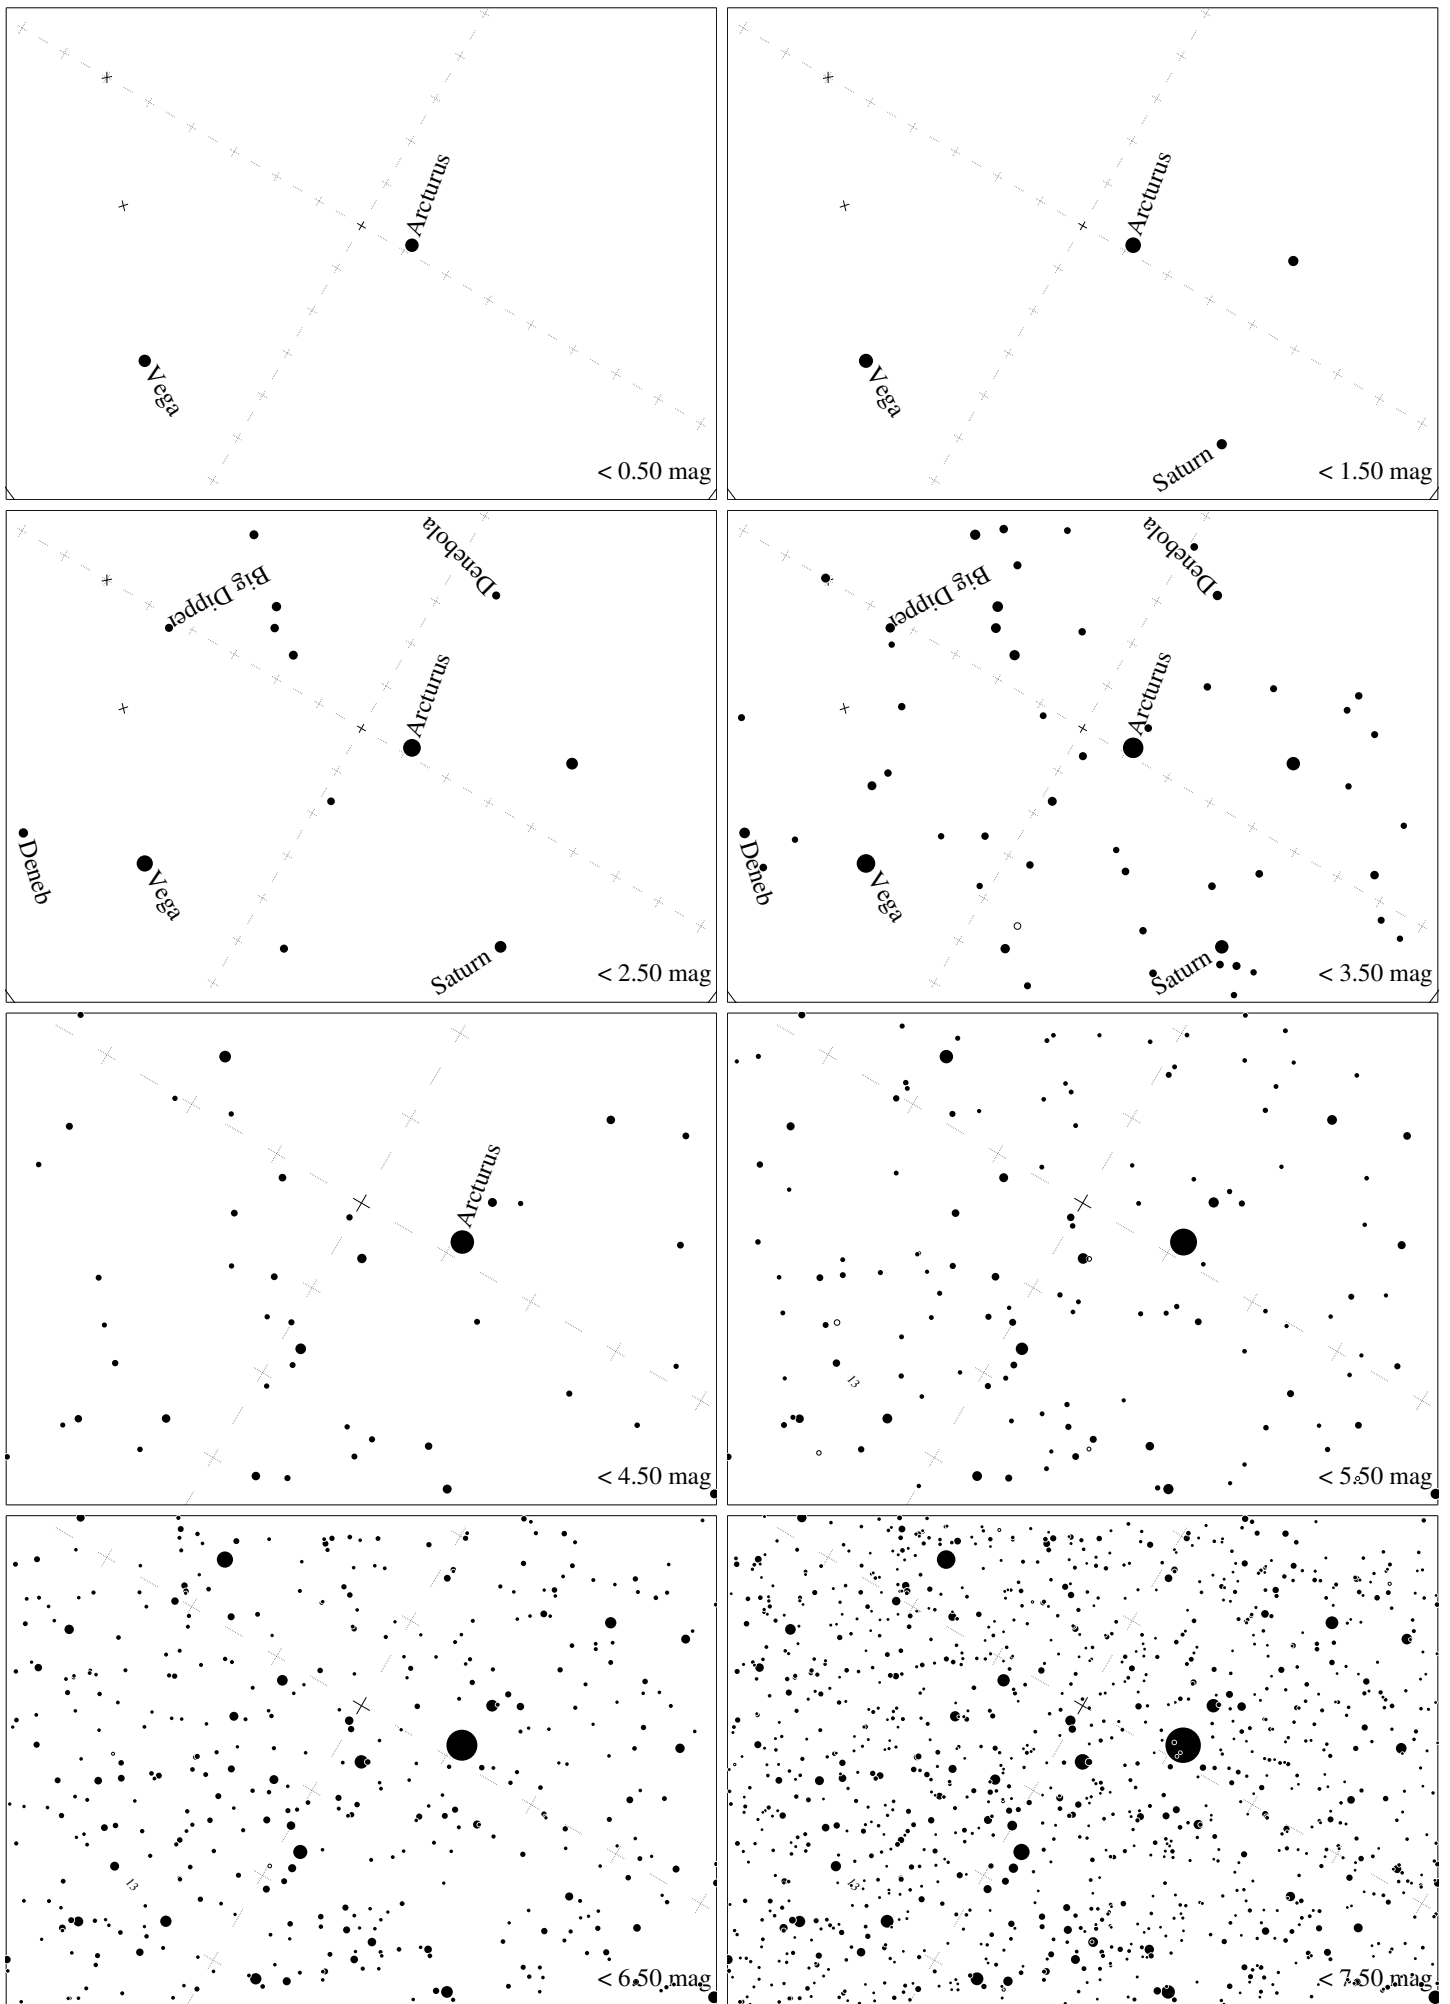 Arcturus
Vega
< 0.50 mag
Arcturus
Vega
Saturn
< 1.50 mag
Denebola
Big Dipper
Arcturus
Deneb
Vega
Saturn
< 2.50 mag
Denebola
Big Dipper
Arcturus
Deneb
Vega
Saturn
< 3.50 mag
Arcturus
< 4.50 mag
13
< 5.50 mag
13
< 6.50 mag
13
< 7.50 mag